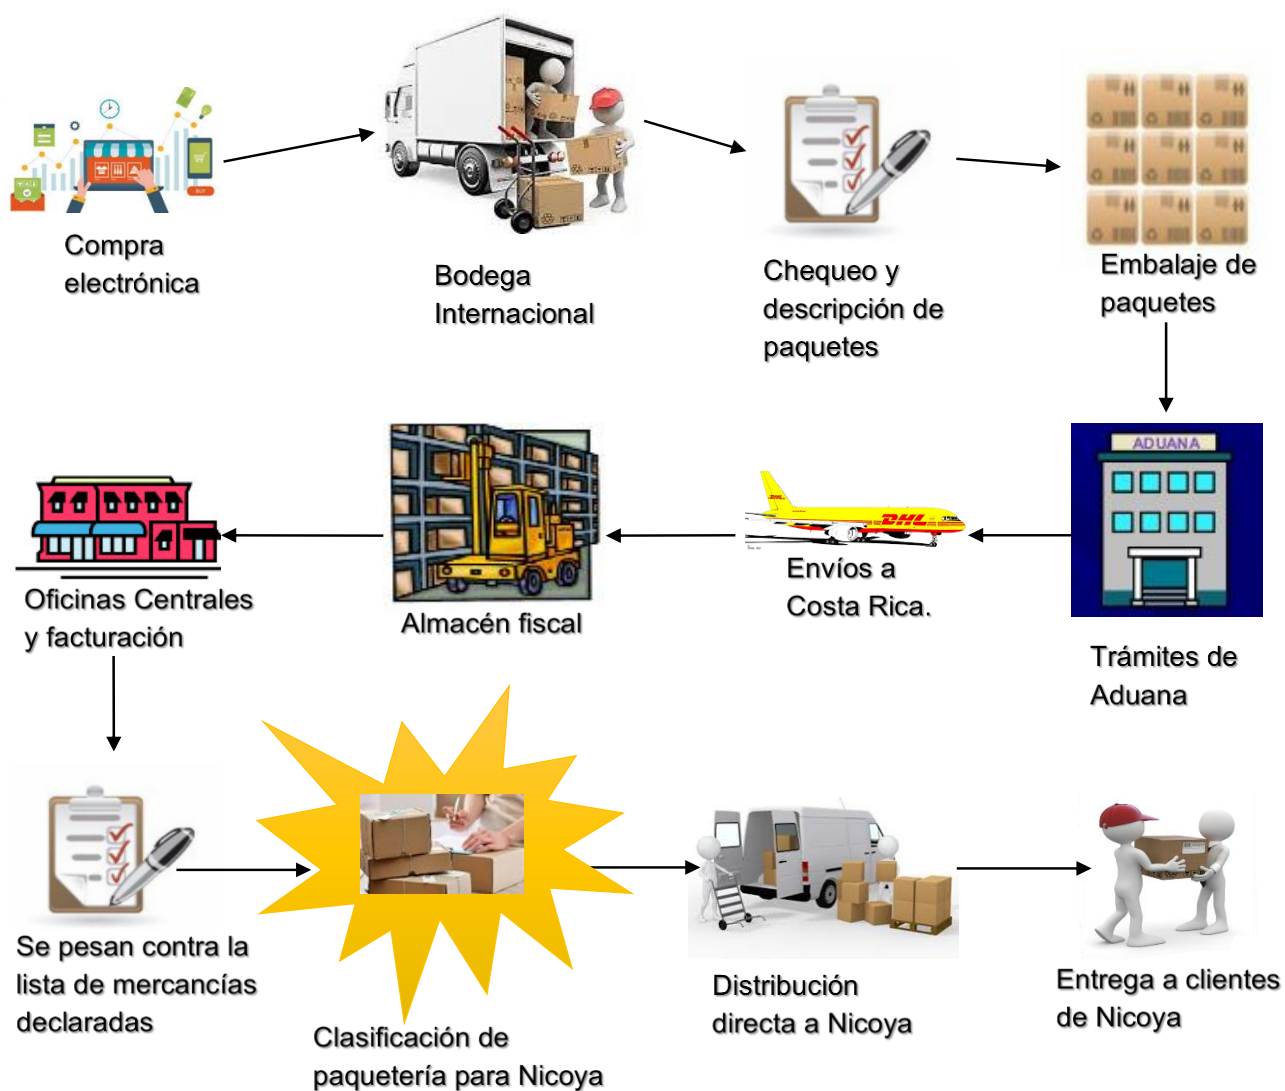 Compra
electrónica
Bodega
Internacional
Chequeo y
descripción de
paquetes
Embalaje de
paquetes
ADUANA
Trámites de
Aduana
DHL
Envíos a
Costa Rica.
Almacén fiscal
Oficinas Centrales
y facturación
Se pesan contra la
lista de mercancías
declaradas
Clasificación de
paquetería para Nicoya
Distribución
directa a Nicoya
Entrega a clientes
de Nicoya